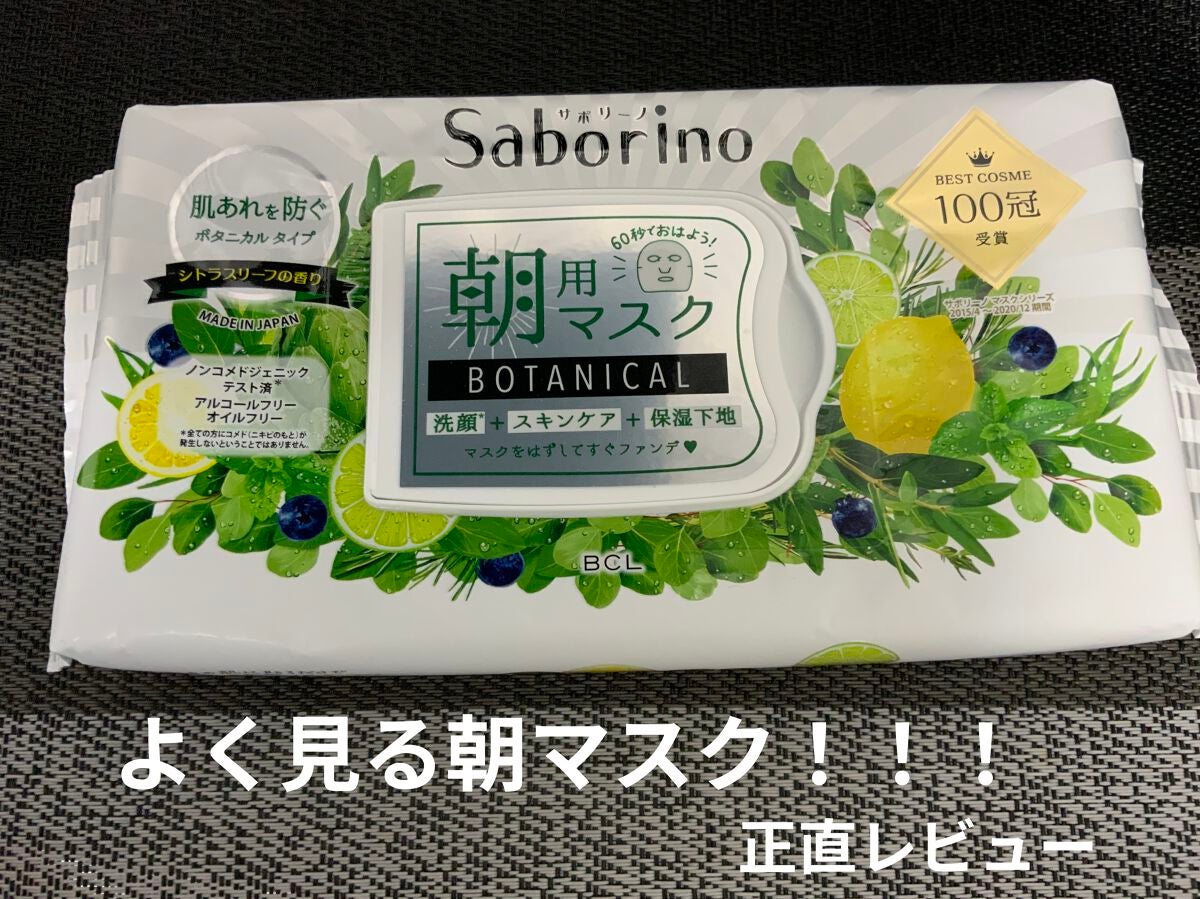 サボリーノ
Saborino
肌あれを防ぐ
ボタニカル タイプ
シトラスリーフの香り
MADE IN JAPAN
ノンコメドジェニック
テスト済*
アルコールフリー
オイルフリー
*全ての方にコメド(ニキビのもと)が
発生しないということではありません。
60秒でおはよう!
朝用マスク
BOTANICAL
洗顔*+スキンケア+保湿下地
マスクをはずしてすぐファンデ♥
BEST COSME
100冠
受賞
サボリーノ マスクシリーズ
2015/4~2020/12 期間
BCL
よく見る朝マスク！！！
正直レビュー